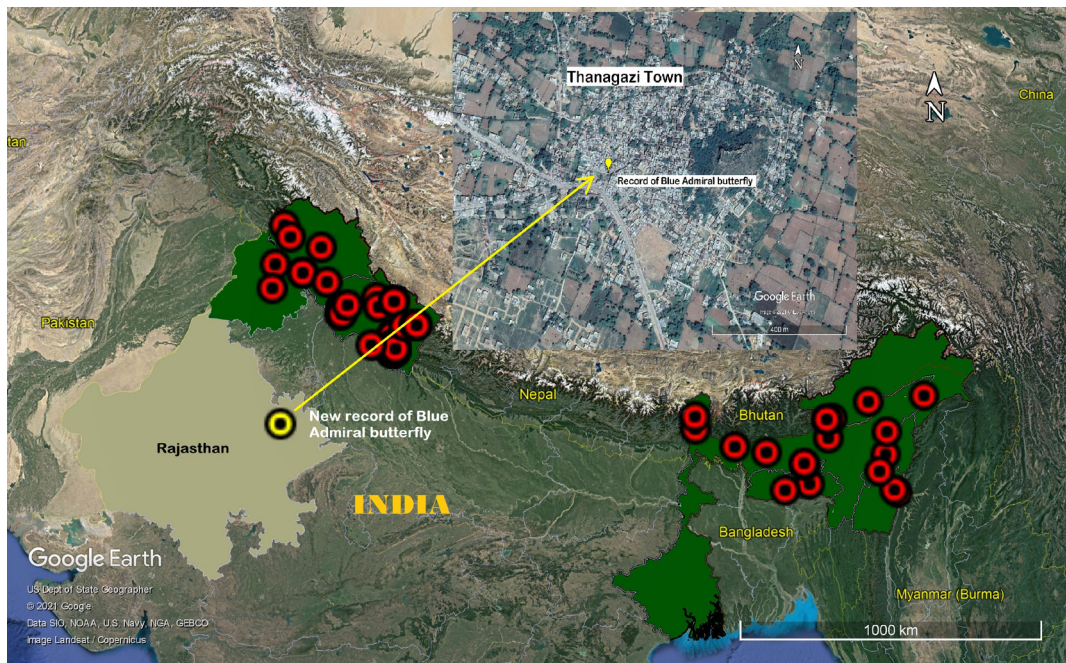 Thanagazi Town
N
Record of Blue Admiral butterfly
Google Earth
400 m
N
China
tan
Pakistan
Nepal
Bhutan
New record of Blue
Admiral butterfly
Rajasthan
INDIA
Bangladesh
Myanmar (Burma)
Google Earth
US Dept of State Geographer
© 2021 Google
Data SIO, NOAA, U.S. Navy, NGA, GEBCO
Image Landsat / Copernicus
1000 km